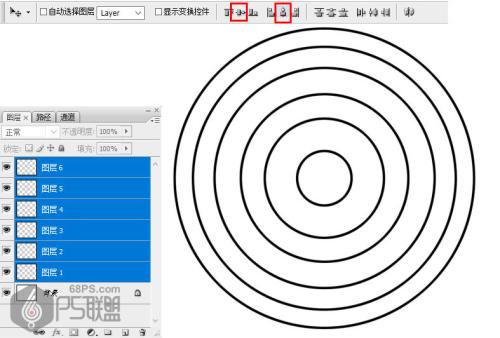 自动选择图层 Layer 显示变换控件
图层 × 路径 通道
正常 不透明度: 100%
锁定: 填充: 100%
图层 6
图层 5
图层 4
图层 3
图层 2
图层 1
背景
68PS.com
PS联盟
fx.